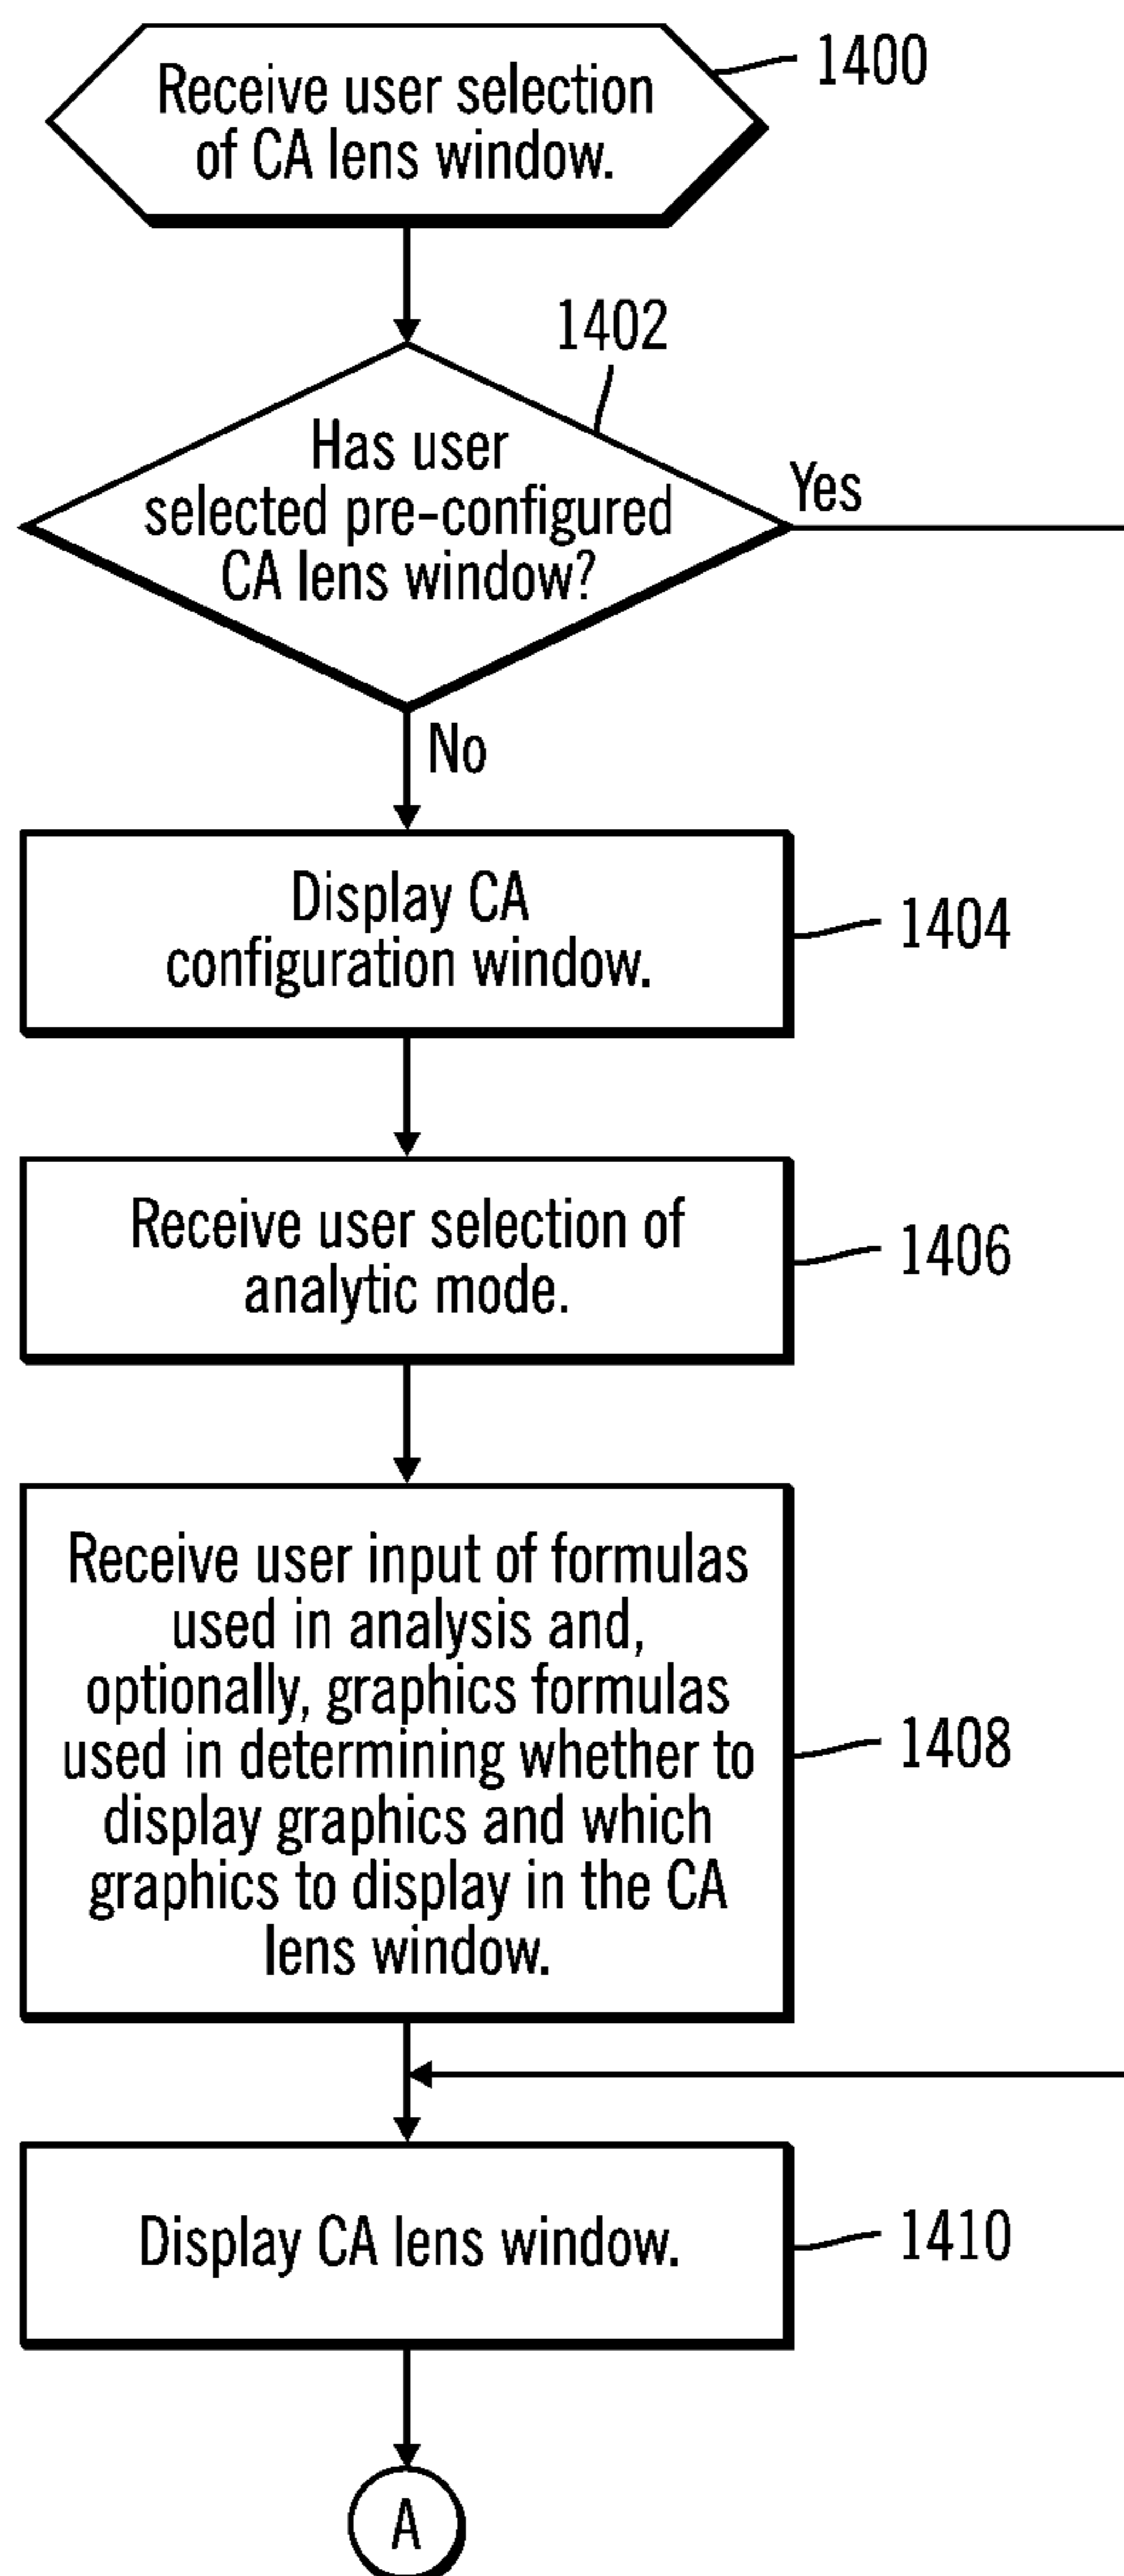 Receive user selection
of CA lens window.
1400
1402
Has user
selected pre-configured
CA lens window?
Yes
No
Display CA
configuration window.
1404
Receive user selection of
analytic mode.
1406
Receive user input of formulas
used in analysis and,
optionally, graphics formulas
used in determining whether to
display graphics and which
graphics to display in the CA
lens window.
1408
Display CA lens window.
1410
A